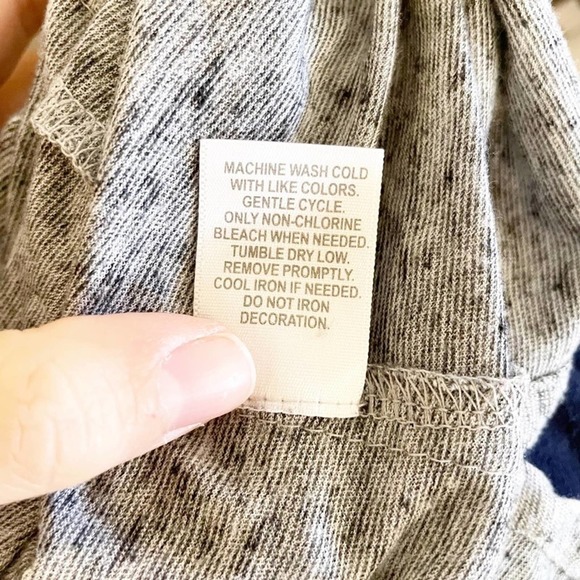 MACHINE WASH COLD
WITH LIKE COLORS.
GENTLE CYCLE.
ONLY NON-CHLORINE
BLEACH WHEN NEEDED.
TUMBLE DRY LOW.
REMOVE PROMPTLY.
COOL IRON IF NEEDED.
DO NOT IRON
DECORATION.